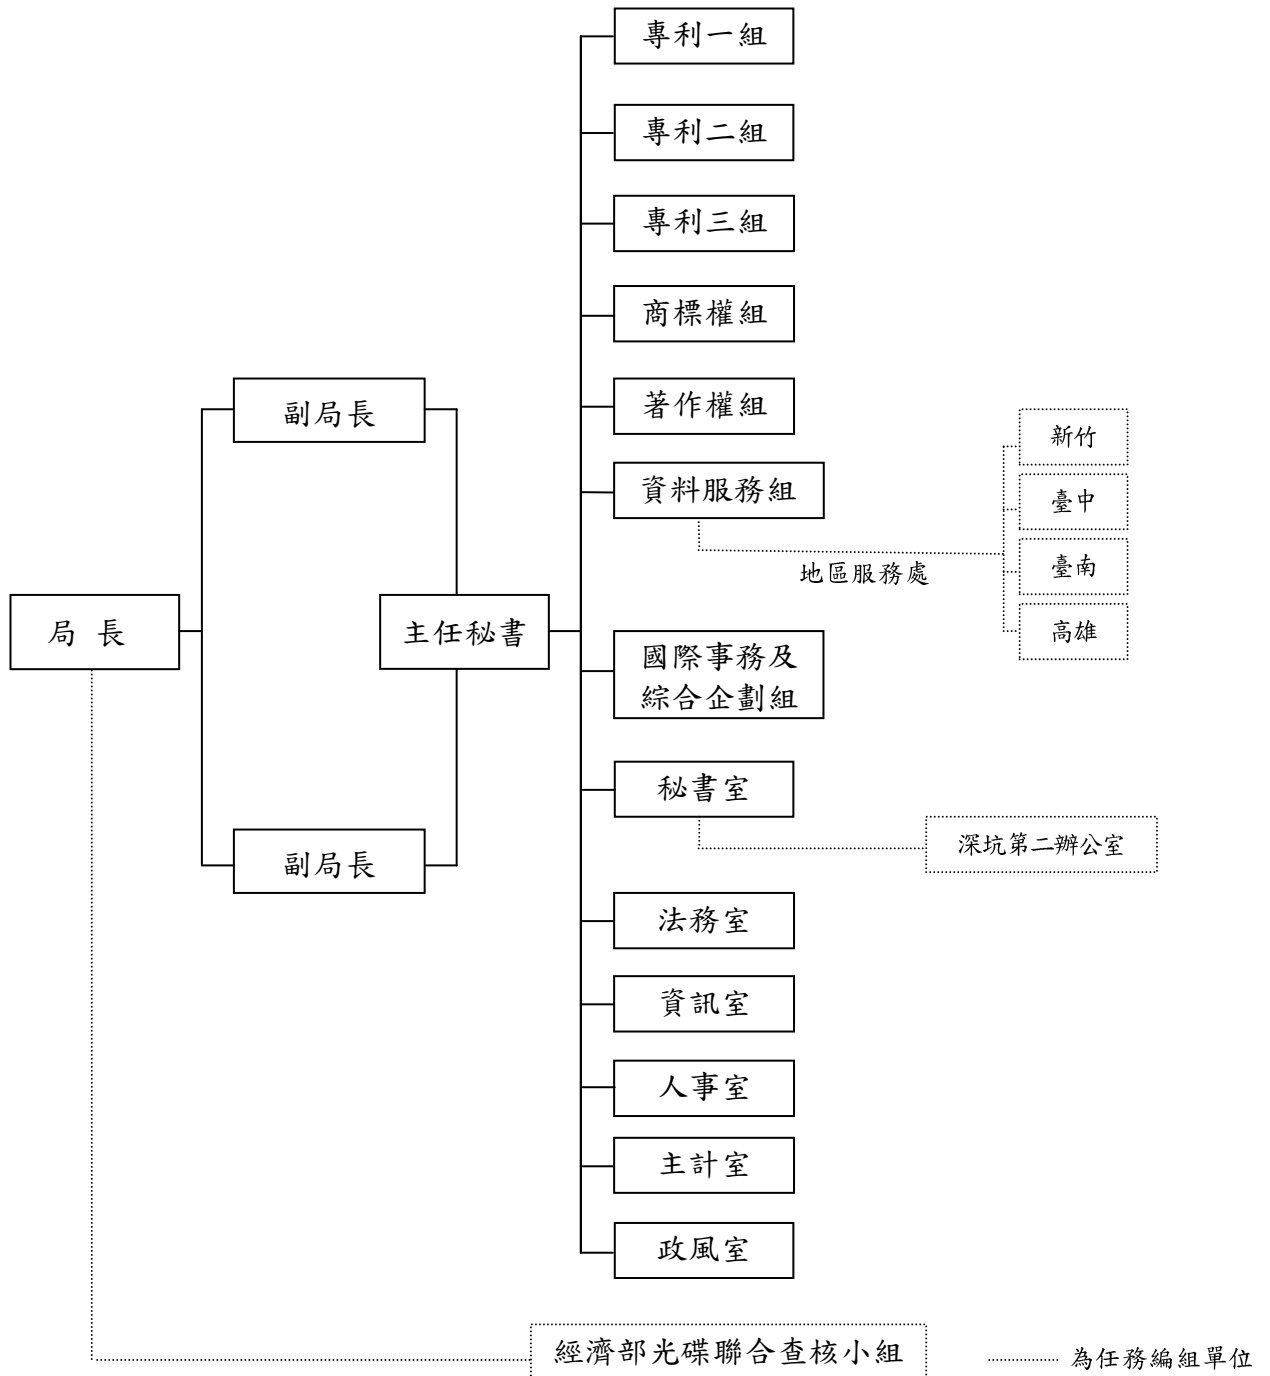 專利一組
專利二組
專利三組
商標權組
著作權組
資料服務組
地區服務處
新竹
臺中
臺南
高雄
副局長
局 長
主任秘書
副局長
國際事務及
綜合企劃組
秘書室
深坑第二辦公室
法務室
資訊室
人事室
主計室
政風室
經濟部光碟聯合查核小組
為任務編組單位